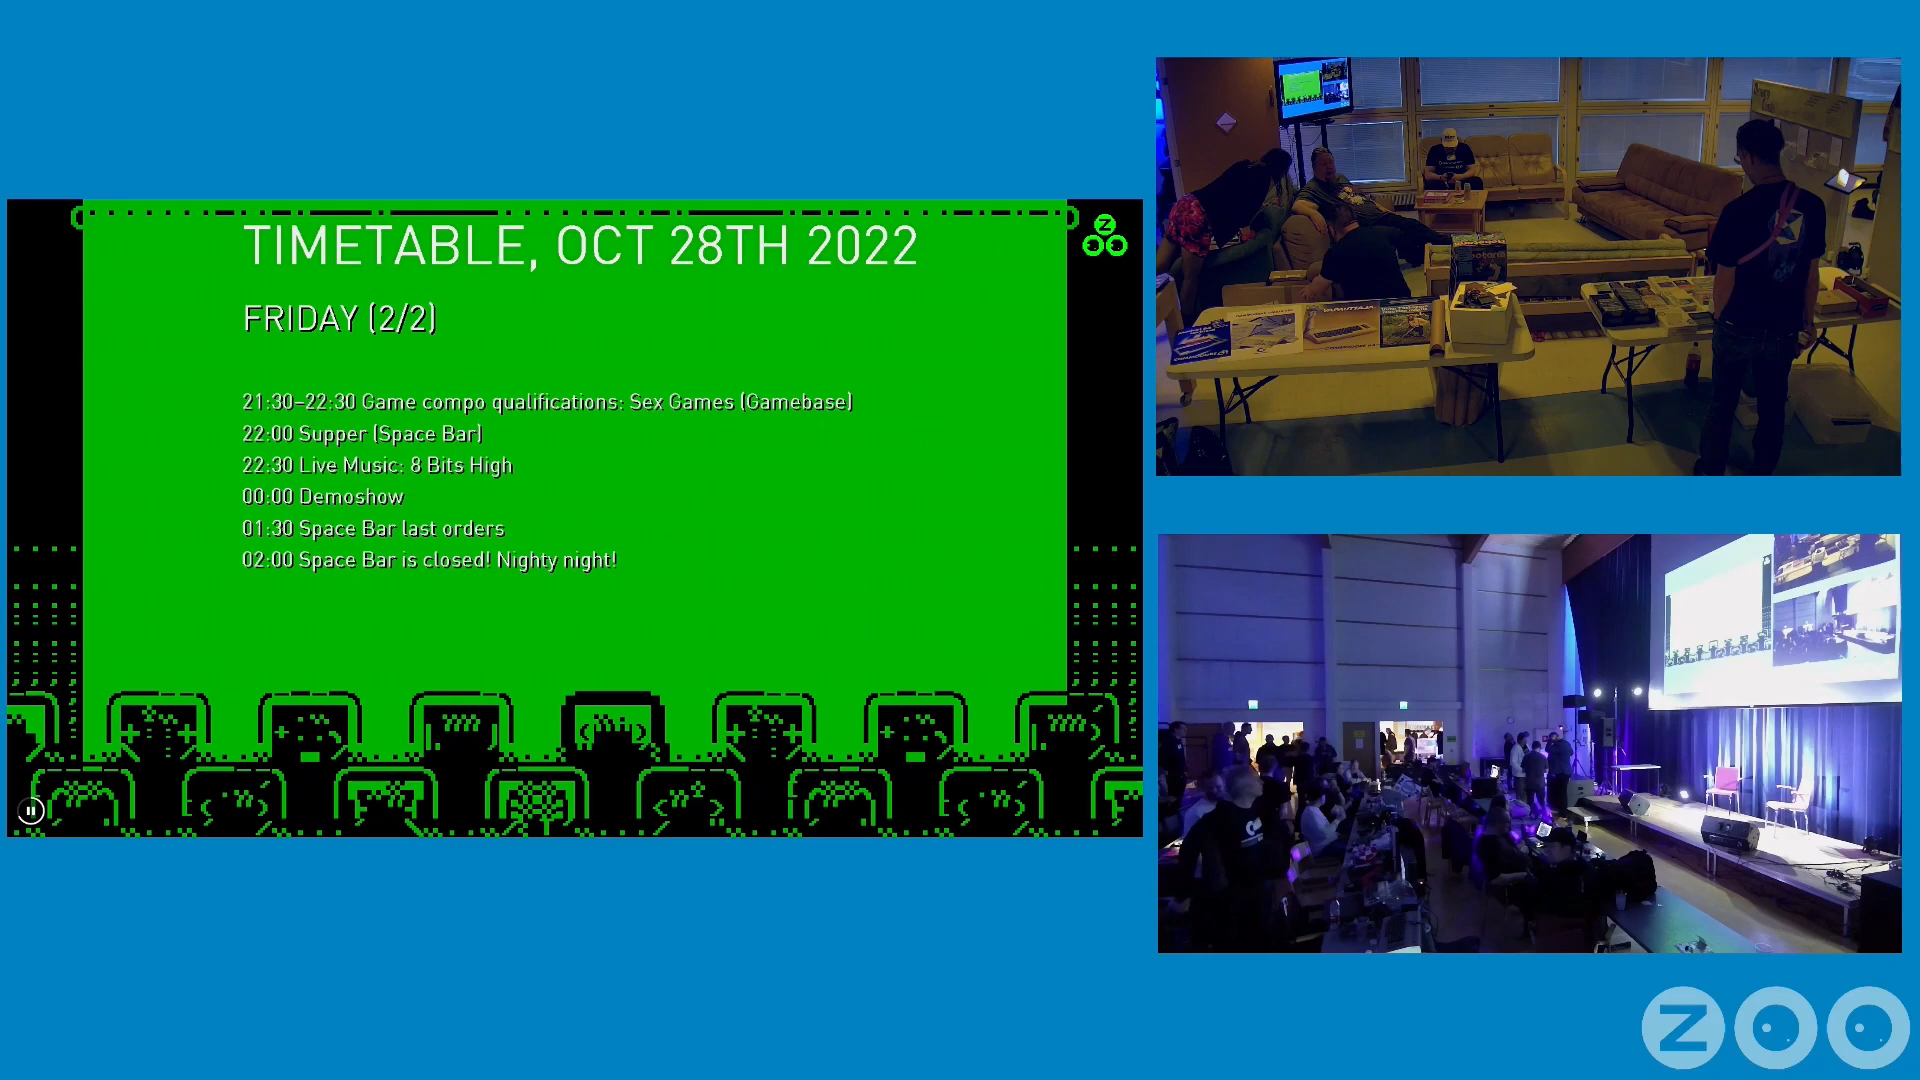 TIMETABLE, OCT 28TH 2022
FRIDAY (2/2)
21:30–22:30 Game compo qualifications: Sex Games (Gamebase)
22:00 Supper (Space Bar)
22:30 Live Music: 8 Bits High
00:00 Demoshow
01:30 Space Bar last orders
02:00 Space Bar is closed! Nighty night!
Z
ZOO